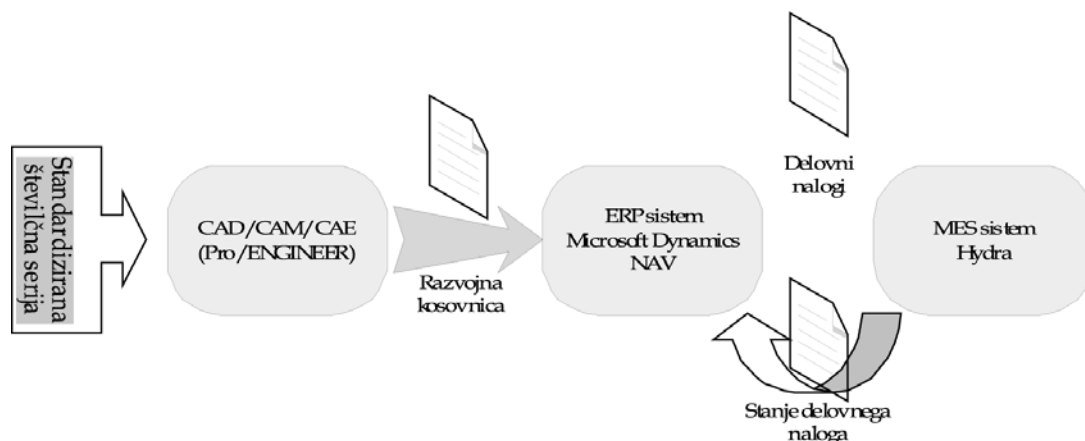 Standardizirana
številčna serija
CAD/CAM/CAE
(Pro/ENGINEER)
Razvojna
kosovnica
ERP sistem
Microsoft Dynamics
NAV
Delovni
nalogi
MES sistem
Hydra
Stanje delovnega
naloga